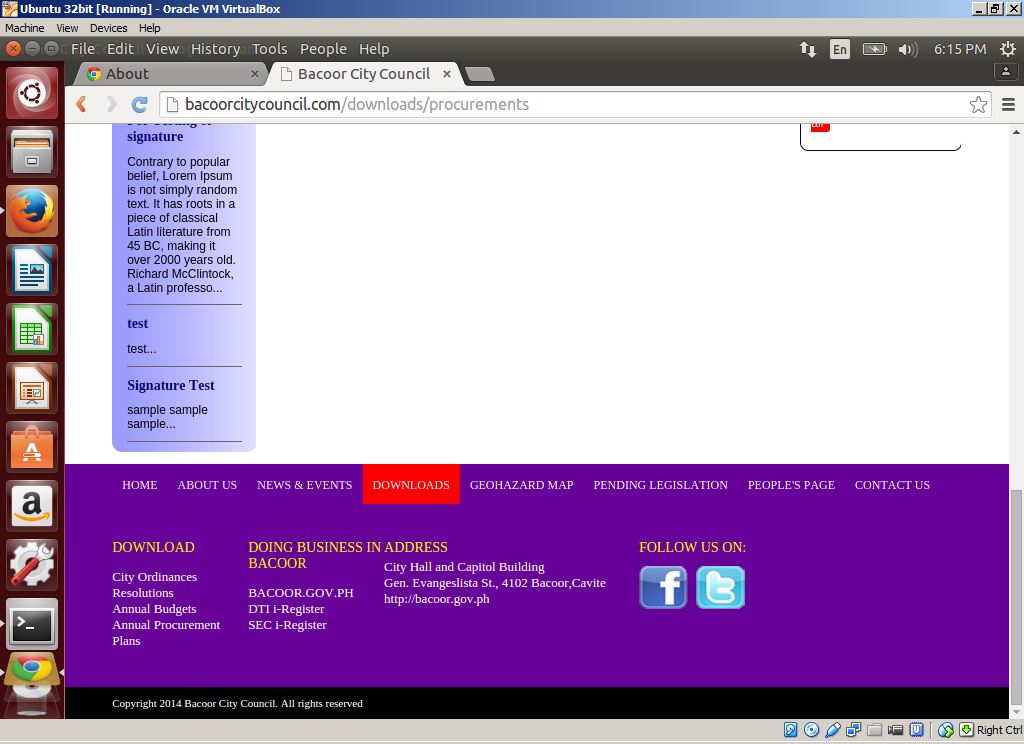 Ubuntu 32bit [Running] - Oracle VM VirtualBox
Machine View Devices Help
File Edit View History Tools People Help
En
6:15 PM
About
Bacoor City Council
bacoorcitycouncil.com/downloads/procurements
signature
Contrary to popular
belief, Lorem Ipsum
is not simply random
text. It has roots in a
piece of classical
Latin literature from
45 BC, making it
over 2000 years old.
Richard McClintock,
a Latin professo...
test
test...
Signature Test
sample sample
sample...
HOME ABOUT US NEWS & EVENTS DOWNLOADS GEOHAZARD MAP PENDING LEGISLATION PEOPLE'S PAGE CONTACT US
DOWNLOAD
City Ordinances
Resolutions
Annual Budgets
Annual Procurement
Plans
DOING BUSINESS IN
BACOOR
BACOOR.GOV.PH
DTI i-Register
SEC i-Register
ADDRESS
City Hall and Capitol Building
Gen. Evangeslista St., 4102 Bacoor,Cavite
http://bacoor.gov.ph
FOLLOW US ON:
Copyright 2014 Bacoor City Council. All rights reserved
Right Ctrl